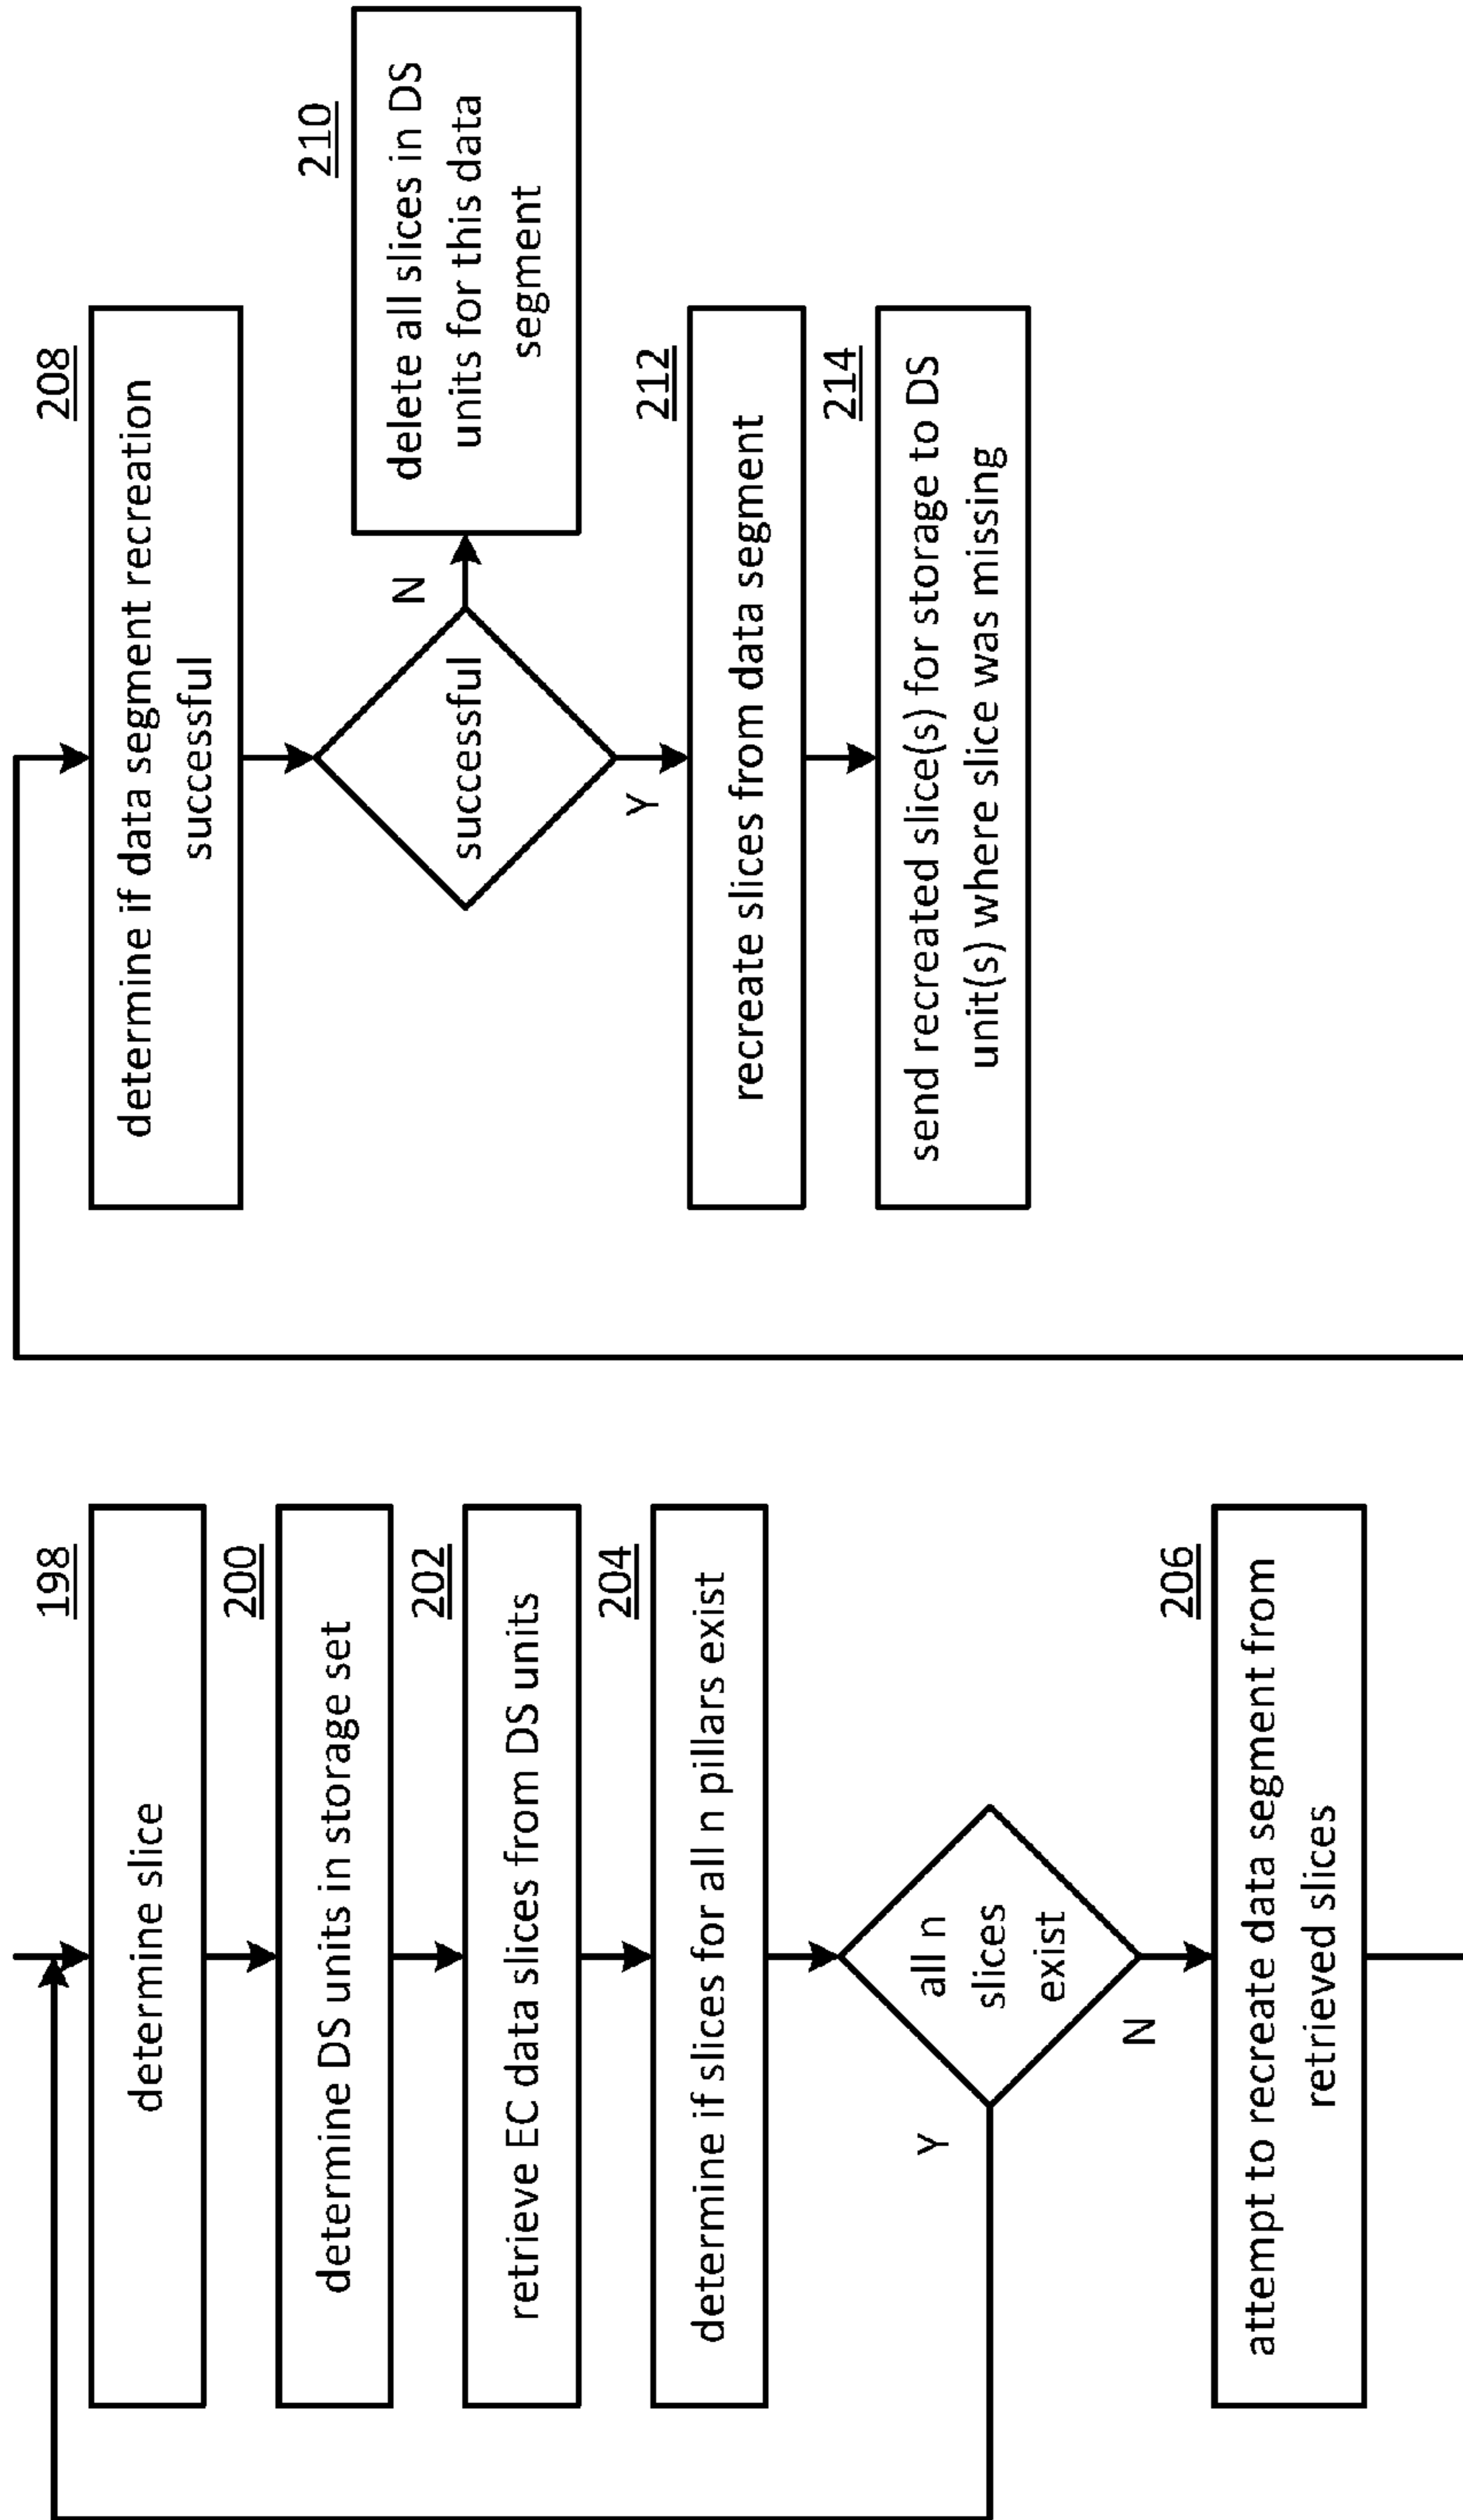 198
determine slice
200
determine DS units in storage set
202
retrieve EC data slices from DS units
204
determine if slices for all n pillars exist
all n
slices
exist
Y
N
206
attempt to recreate data segment from
retrieved slices
208
determine if data segment recreation
successful
successful
N
210
delete all slices in DS
units for this data
segment
Y
212
recreate slices from data segment
214
send recreated slice(s) for storage to DS
unit(s) where slice was missing